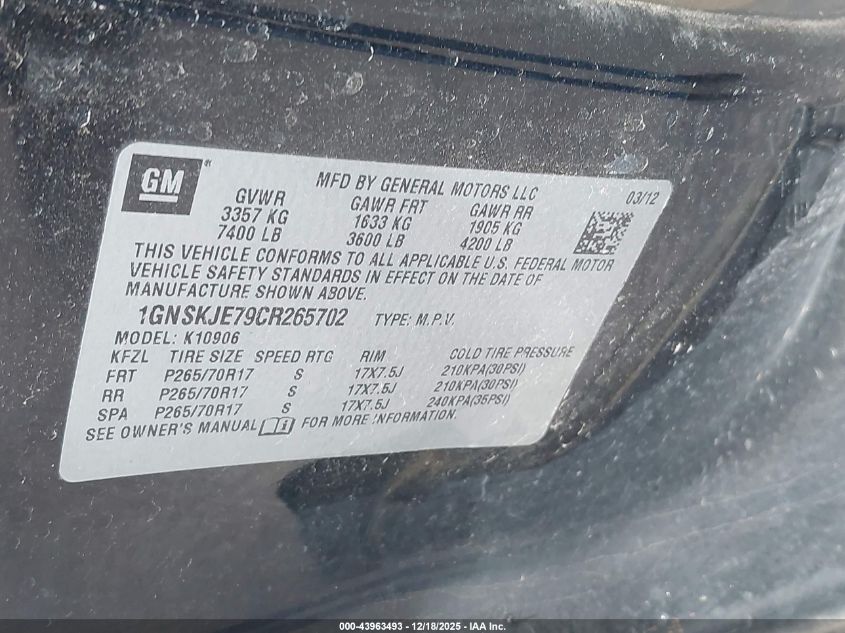 GM
MFD BY GENERAL MOTORS LLC
03/12
GVWR GAWR FRT GAWR RR
3357 KG 1633 KG 1905 KG
7400 LB 3600 LB 4200 LB
THIS VEHICLE CONFORMS TO ALL APPLICABLE U.S. FEDERAL MOTOR
VEHICLE SAFETY STANDARDS IN EFFECT ON THE DATE OF
MANUFACTURE SHOWN ABOVE.
1GNSKJE79CR265702 TYPE: M.P.V.
MODEL: K10906
KFZL TIRE SIZE SPEED RTG RIM COLD TIRE PRESSURE
FRT P265/70R17 S 17X7.5J 210KPA(30PSI)
RR P265/70R17 S 17X7.5J 210KPA(30PSI)
SPA P265/70R17 S 17X7.5J 240KPA(35PSI)
SEE OWNER'S MANUAL FOR MORE INFORMATION.
000-43963493 - 12/18/2025 - IAA Inc.